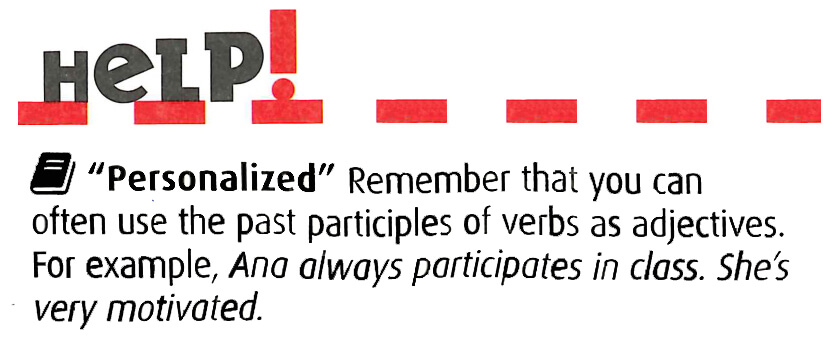 HeLP!
"Personalized" Remember that you can
often use the past participles of verbs as adjectives.
For example, Ana always participates in class. She's
very motivated.